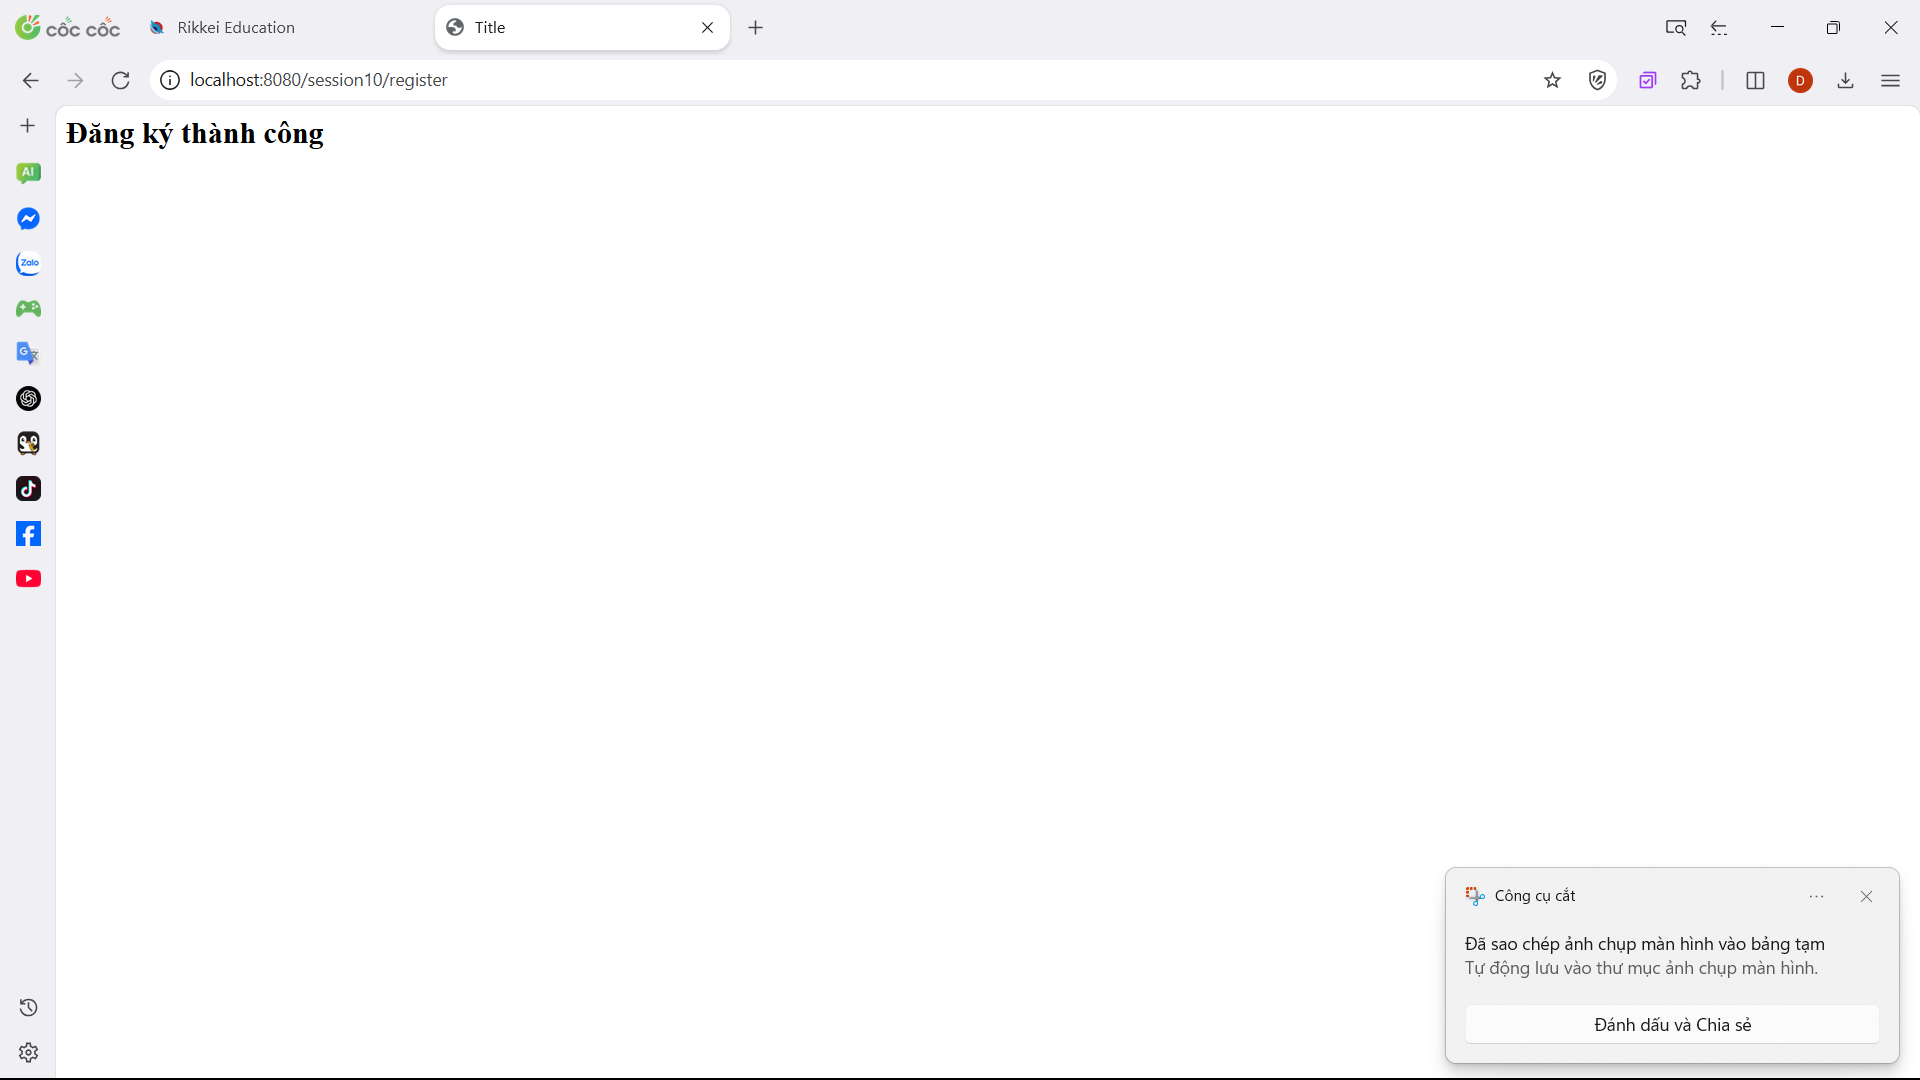 cốc cốc
Rikkei Education
Title
localhost:8080/session10/register
D
Đăng ký thành công
AI
Zalo
G
Công cụ cắt
Đã sao chép ảnh chụp màn hình vào bảng tạm
Tự động lưu vào thư mục ảnh chụp màn hình.
Đánh dấu và Chia sẻ